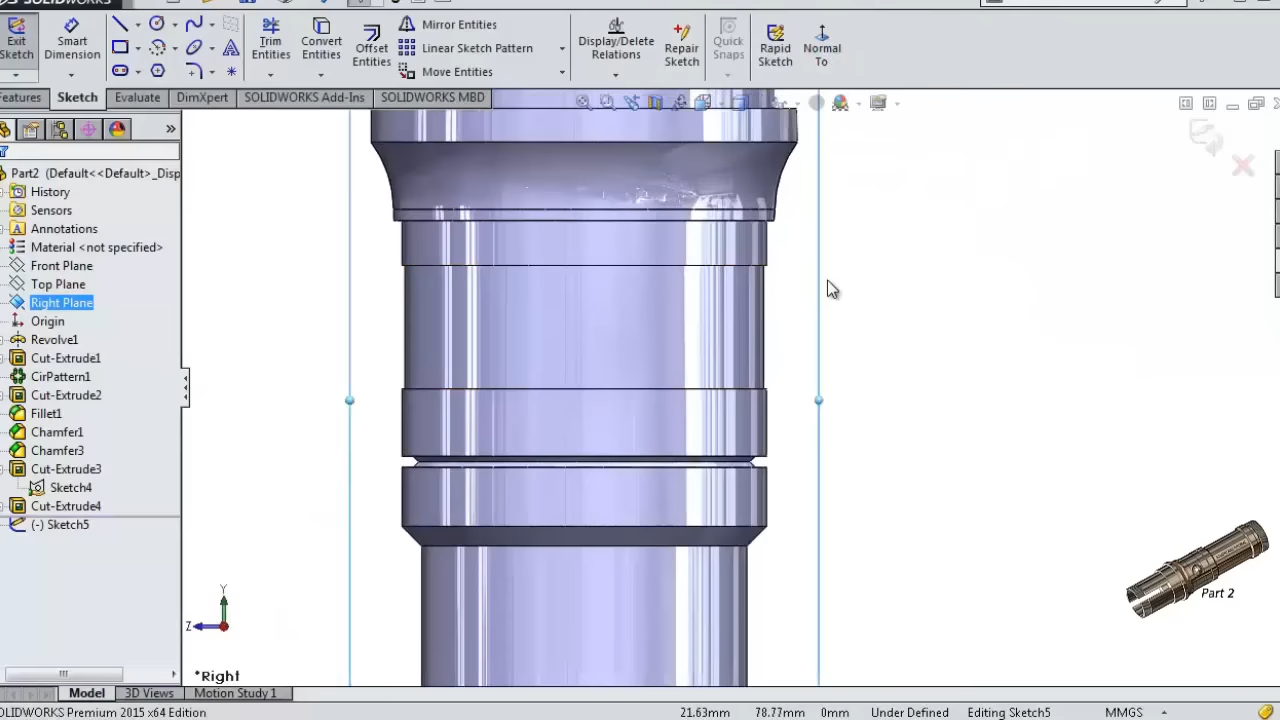 SOLIDWORKS
Exit
Sketch
Smart
Dimension
Trim
Entities
Convert
Entities
Offset
Entities
Mirror Entities
Linear Sketch Pattern
Move Entities
Display/Delete
Relations
Repair
Sketch
Quick
Snaps
Rapid
Sketch
Normal
To
Features
Sketch
Evaluate
DimXpert
SOLIDWORKS Add-Ins
SOLIDWORKS MBD
»
Part2 (Default<<Default>_Disp
History
Sensors
A Annotations
Material <not specified>
Front Plane
Top Plane
Right Plane
Origin
Revolve1
Cut-Extrude1
CirPattern1
Cut-Extrude2
Fillet1
Chamfer1
Chamfer3
Cut-Extrude3
Sketch4
Cut-Extrude4
(-) Sketch5
Y
Z
*Right
Part 2
Model
3D Views
Motion Study 1
OLIDWORKS Premium 2015 x64 Edition
21.63mm
78.77mm
0mm
Under Defined
Editing Sketch5
MMGS